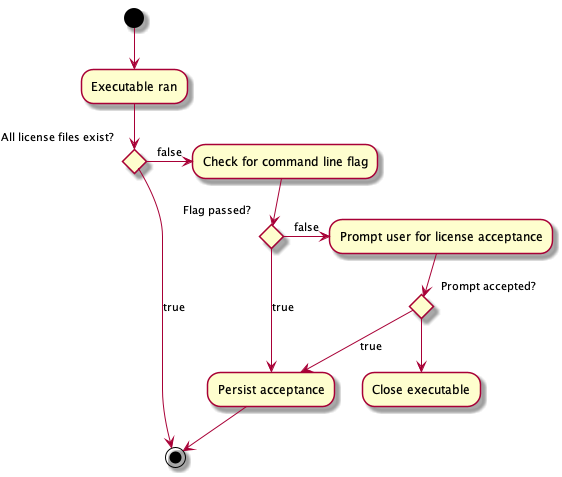 Executable ran
All license files exist?
false
Check for command line flag
Flag passed?
false
Prompt user for license acceptance
Prompt accepted?
true
true
true
Persist acceptance
Close executable